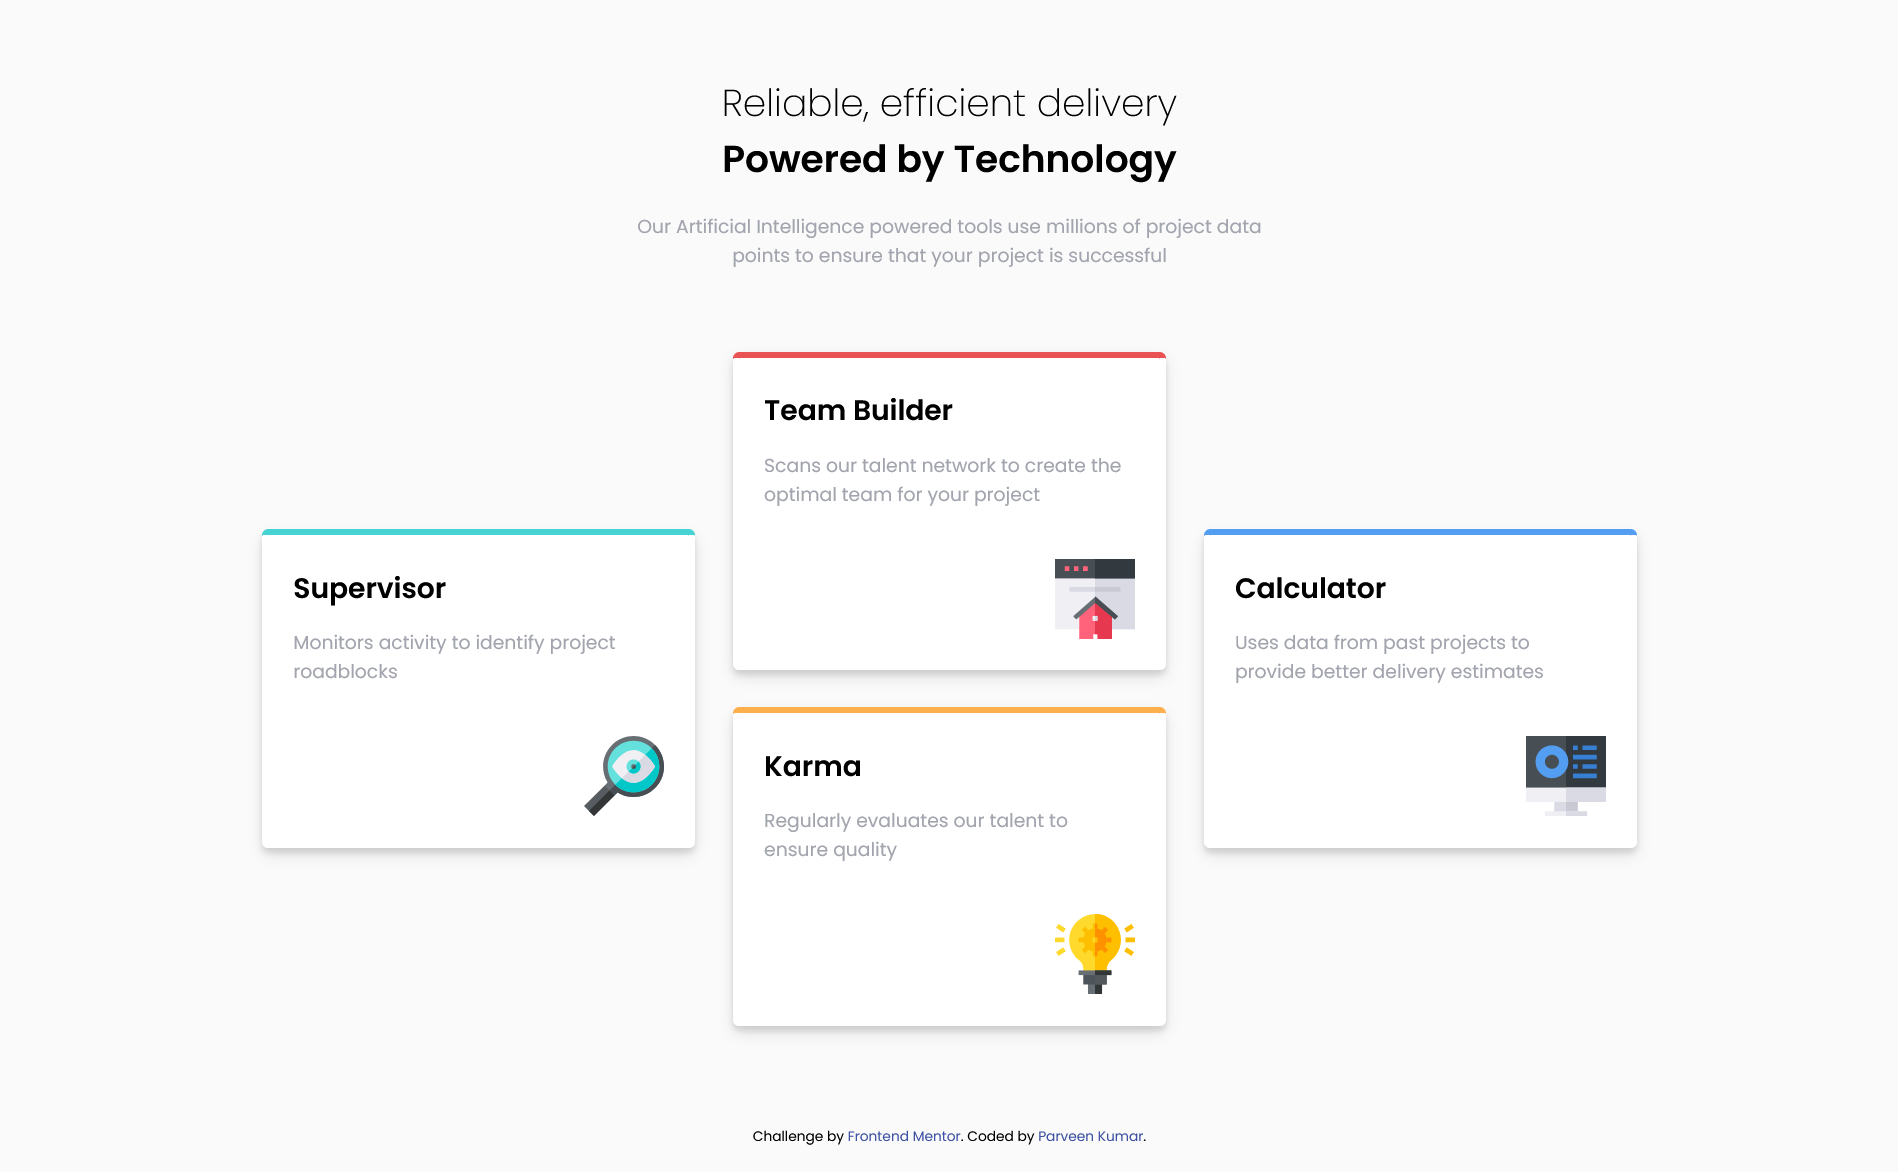 Reliable, efficient delivery
Powered by Technology
Our Artificial Intelligence powered tools use millions of project data
points to ensure that your project is successful
Supervisor
Monitors activity to identify project
roadblocks
Team Builder
Scans our talent network to create the
optimal team for your project
Karma
Regularly evaluates our talent to
ensure quality
Calculator
Uses data from past projects to
provide better delivery estimates
Challenge by Frontend Mentor. Coded by Parveen Kumar.